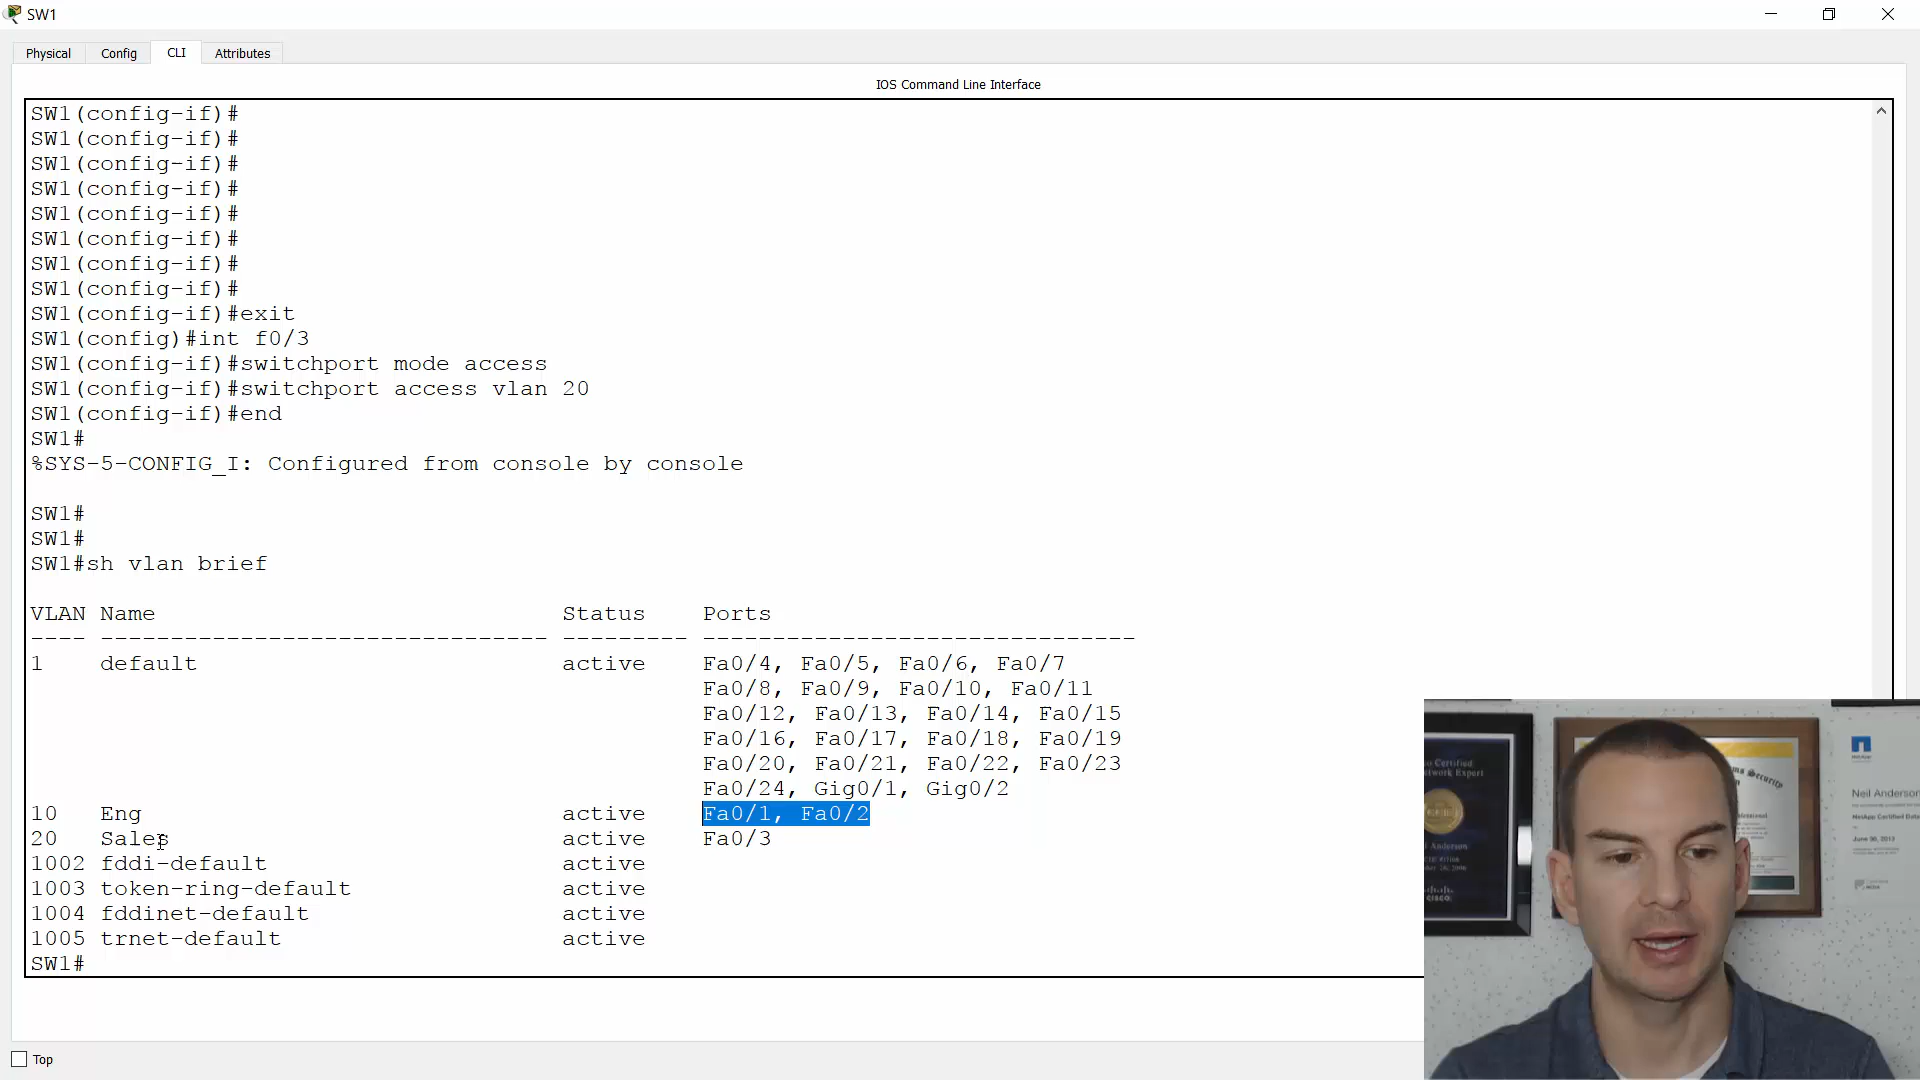 SW1
Physical Config CLI Attributes
IOS Command Line Interface
SW1(config-if)#
SW1(config-if)#
SW1(config-if)#
SW1(config-if)#
SW1(config-if)#
SW1(config-if)#
SW1(config-if)#
SW1(config-if)#
SW1(config-if)#exit
SW1(config)#int f0/3
SW1(config-if)#switchport mode access
SW1(config-if)#switchport access vlan 20
SW1(config-if)#end
SW1#
%SYS-5-CONFIG_I: Configured from console by console
SW1#
SW1#
SW1#sh vlan brief
VLAN Name Status Ports
---- -------------------------------- --------- -------------------------------
1 default active Fa0/4, Fa0/5, Fa0/6, Fa0/7
Fa0/8, Fa0/9, Fa0/10, Fa0/11
Fa0/12, Fa0/13, Fa0/14, Fa0/15
Fa0/16, Fa0/17, Fa0/18, Fa0/19
Fa0/20, Fa0/21, Fa0/22, Fa0/23
Fa0/24, Gig0/1, Gig0/2
10 Eng active Fa0/1, Fa0/2
20 Sales active Fa0/3
1002 fddi-default active
1003 token-ring-default active
1004 fddinet-default active
1005 trnet-default active
SW1#
Top
Certified
Expert
Security
Neil Anderson
NetApp Certified